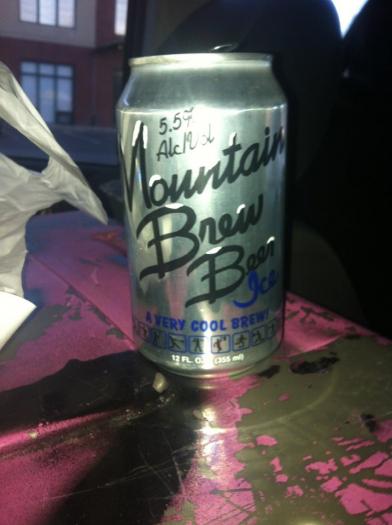 5.5%
Alc/Vol
Mountain
Brew
Beer
Ice
A VERY COOL BREW!
12 FL. OZ. (355 ml)